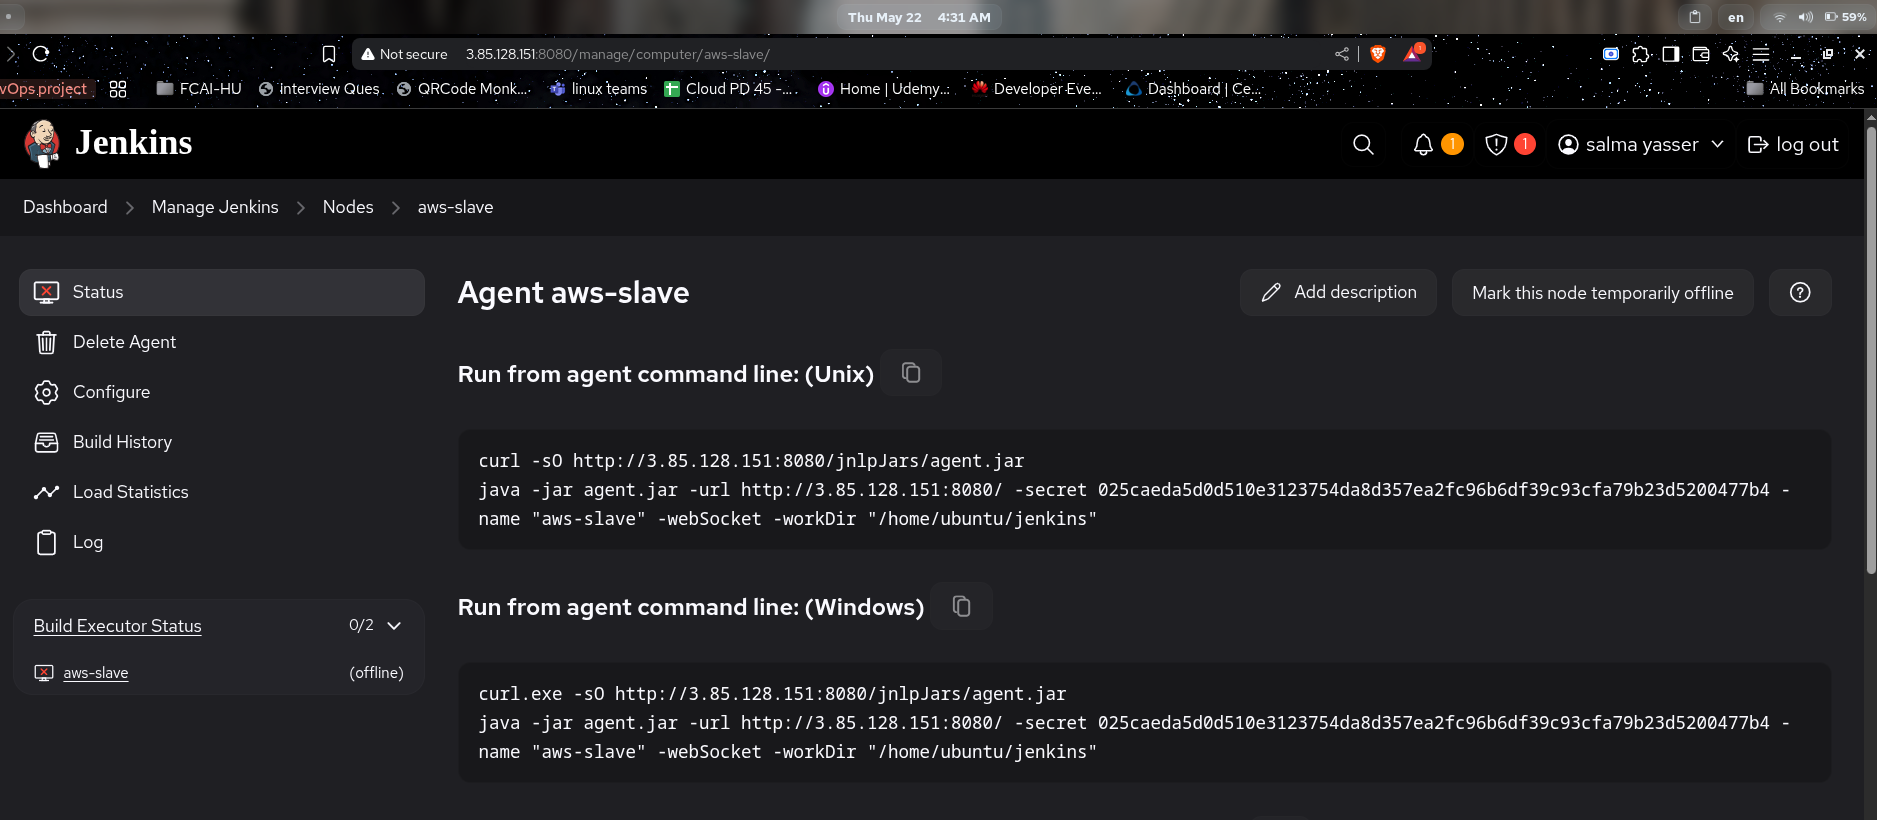 Thu May 22 4:31 AM
en
59%
Not secure 3.85.128.151:8080/manage/computer/aws-slave/
1
vOps project
FCAI-HU
Interview Ques...
QRCode Monk...
linux teams
Cloud PD 45 -...
Home | Udemy...
Developer Eve...
Dashboard | Ce...
All Bookmarks
Jenkins
1
1
salma yasser
log out
Dashboard
Manage Jenkins
Nodes
aws-slave
Status
Delete Agent
Configure
Build History
Load Statistics
Log
Build Executor Status 0/2
aws-slave (offline)
Agent aws-slave
Add description
Mark this node temporarily offline
Run from agent command line: (Unix)
curl -sO http://3.85.128.151:8080/jnlpJars/agent.jar
java -jar agent.jar -url http://3.85.128.151:8080/ -secret 025caeda5d0d510e3123754da8d357ea2fc96b6df39c93cfa79b23d5200477b4 -
name "aws-slave" -webSocket -workDir "/home/ubuntu/jenkins"
Run from agent command line: (Windows)
curl.exe -sO http://3.85.128.151:8080/jnlpJars/agent.jar
java -jar agent.jar -url http://3.85.128.151:8080/ -secret 025caeda5d0d510e3123754da8d357ea2fc96b6df39c93cfa79b23d5200477b4 -
name "aws-slave" -webSocket -workDir "/home/ubuntu/jenkins"